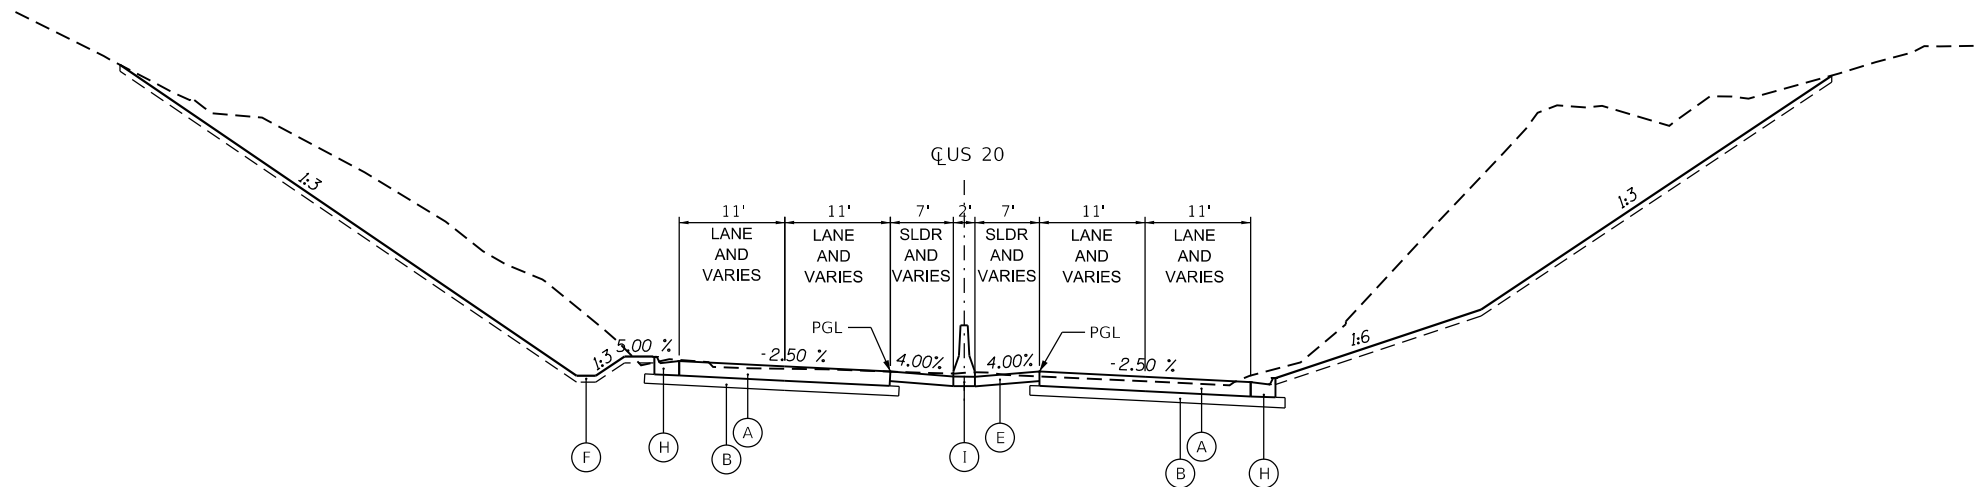 ℄ US 20
11' 11' 7' 2' 7' 11' 11'
LANE AND VARIES
LANE AND VARIES
SLDR AND VARIES
SLDR AND VARIES
LANE AND VARIES
LANE AND VARIES
1:3
1:3
PGL
PGL
1:3
5.00 %
-2.50 %
4.00%
4.00%
-2.50 %
1:6
F
H
B
A
I
E
B
A
H